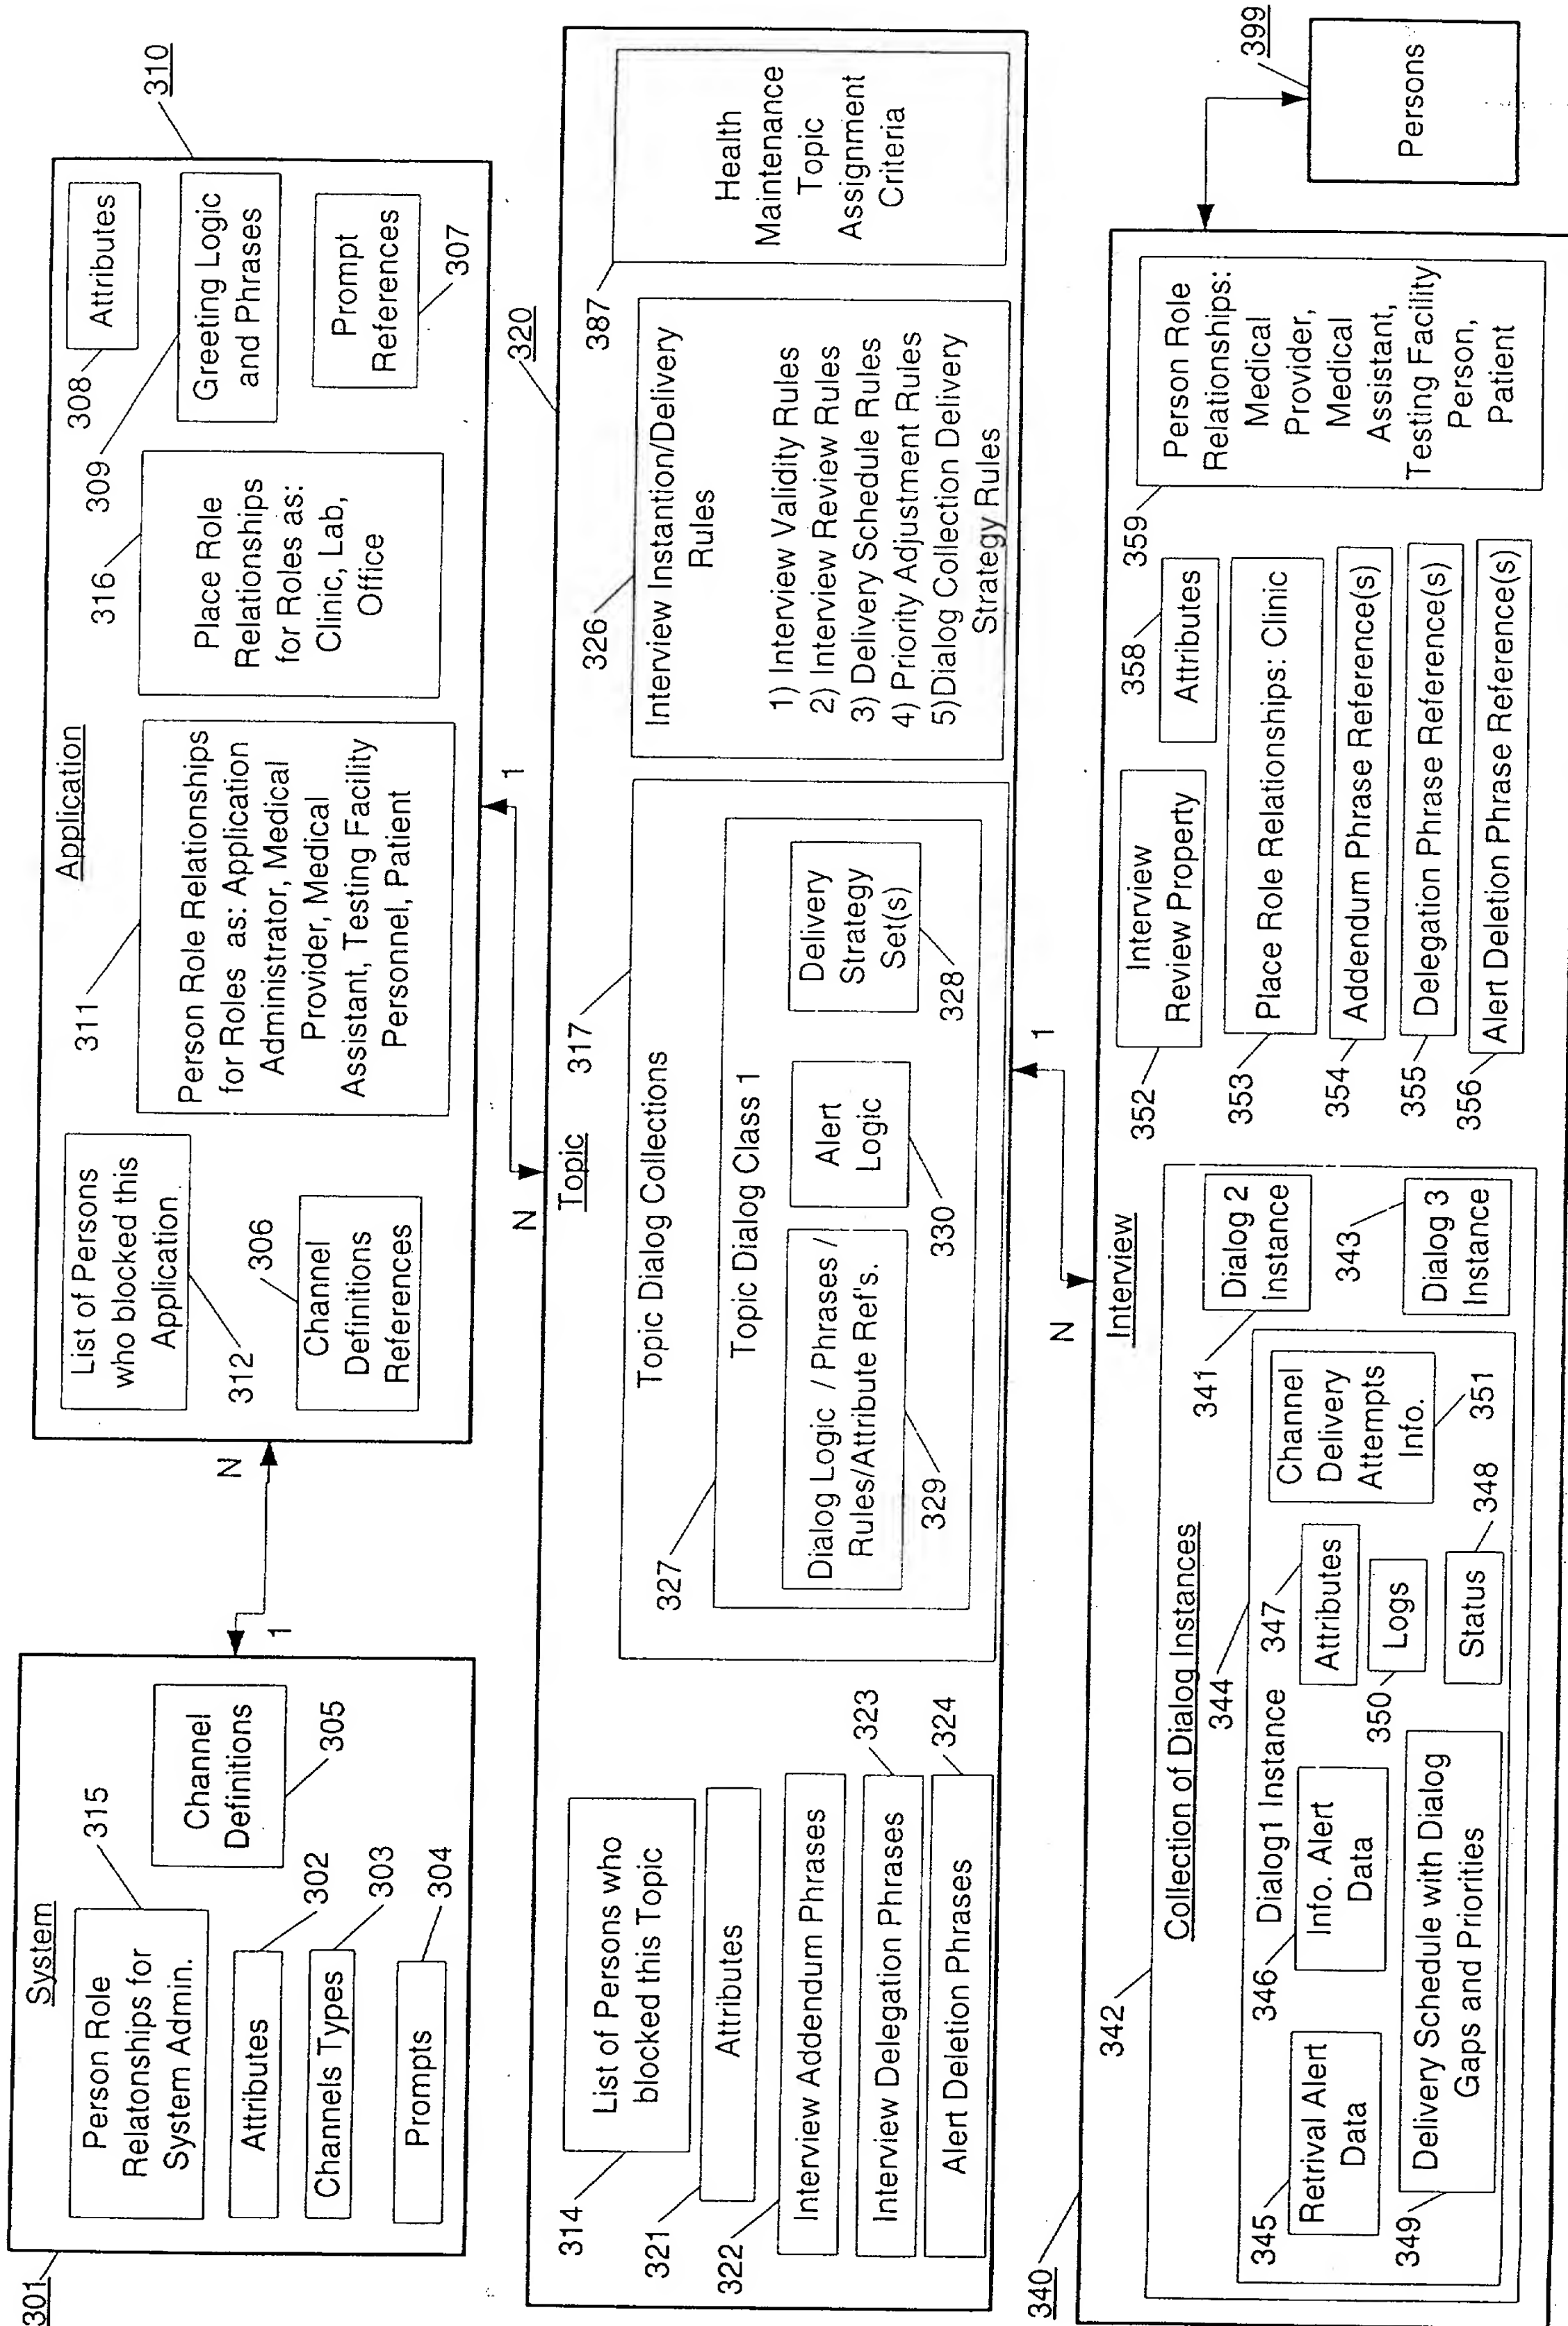 301
System
315
Person Role
Relatonships for
System Admin.
Attributes
302
Channels Types
303
Prompts
304
Channel
Definitions
305
1
N
Application
310
List of Persons
who blocked this
Application
312
Channel
Definitions
References
306
311
Person Role Relationships
for Roles as: Application
Administrator, Medical
Provider, Medical
Assistant, Testing Facility
Personnel, Patient
316
Place Role
Relationships
for Roles as:
Clinic, Lab,
Office
308
Attributes
309
Greeting Logic
and Phrases
Prompt
References
307
1
N
Topic
320
314
List of Persons who
blocked this Topic
321
Attributes
322
Interview Addendum Phrases
Interview Delegation Phrases
323
Alert Deletion Phrases
324
317
Topic Dialog Collections
327
Topic Dialog Class 1
Dialog Logic / Phrases /
Rules/Attribute Ref's.
329
Alert
Logic
330
Delivery
Strategy
Set(s)
328
326
Interview Instantion/Delivery
Rules
1) Interview Validity Rules
2) Interview Review Rules
3) Delivery Schedule Rules
4) Priority Adjustment Rules
5)Dialog Collection Delivery
Strategy Rules
387
Health
Maintenance
Topic
Assignment
Criteria
1
N
Interview
340
342
Collection of Dialog Instances
344
Dialog1 Instance
345
Retrival Alert
Data
346
Info. Alert
Data
347
Attributes
350
Logs
Status
348
349
Delivery Schedule with Dialog
Gaps and Priorities
Channel
Delivery
Attempts
Info.
351
341
Dialog 2
Instance
343
Dialog 3
Instance
352
Interview
Review Property
358
Attributes
353
Place Role Relationships: Clinic
354
Addendum Phrase Reference(s)
355
Delegation Phrase Reference(s)
356
Alert Deletion Phrase Reference(s)
359
Person Role
Relationships:
Medical
Provider,
Medical
Assistant,
Testing Facility
Person,
Patient
399
Persons